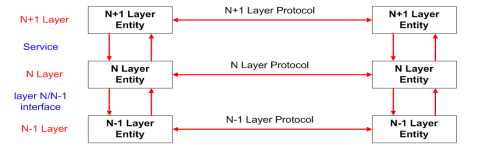 N+1 Layer Protocol
N+1 Layer
N+1 Layer
Entity
N+1 Layer
Entity
Service
N Layer
N Layer
Entity
N Layer Protocol
N Layer
Entity
layer N/N-1
interface
N-1 Layer
N-1 Layer
Entity
N-1 Layer Protocol
N-1 Layer
Entity